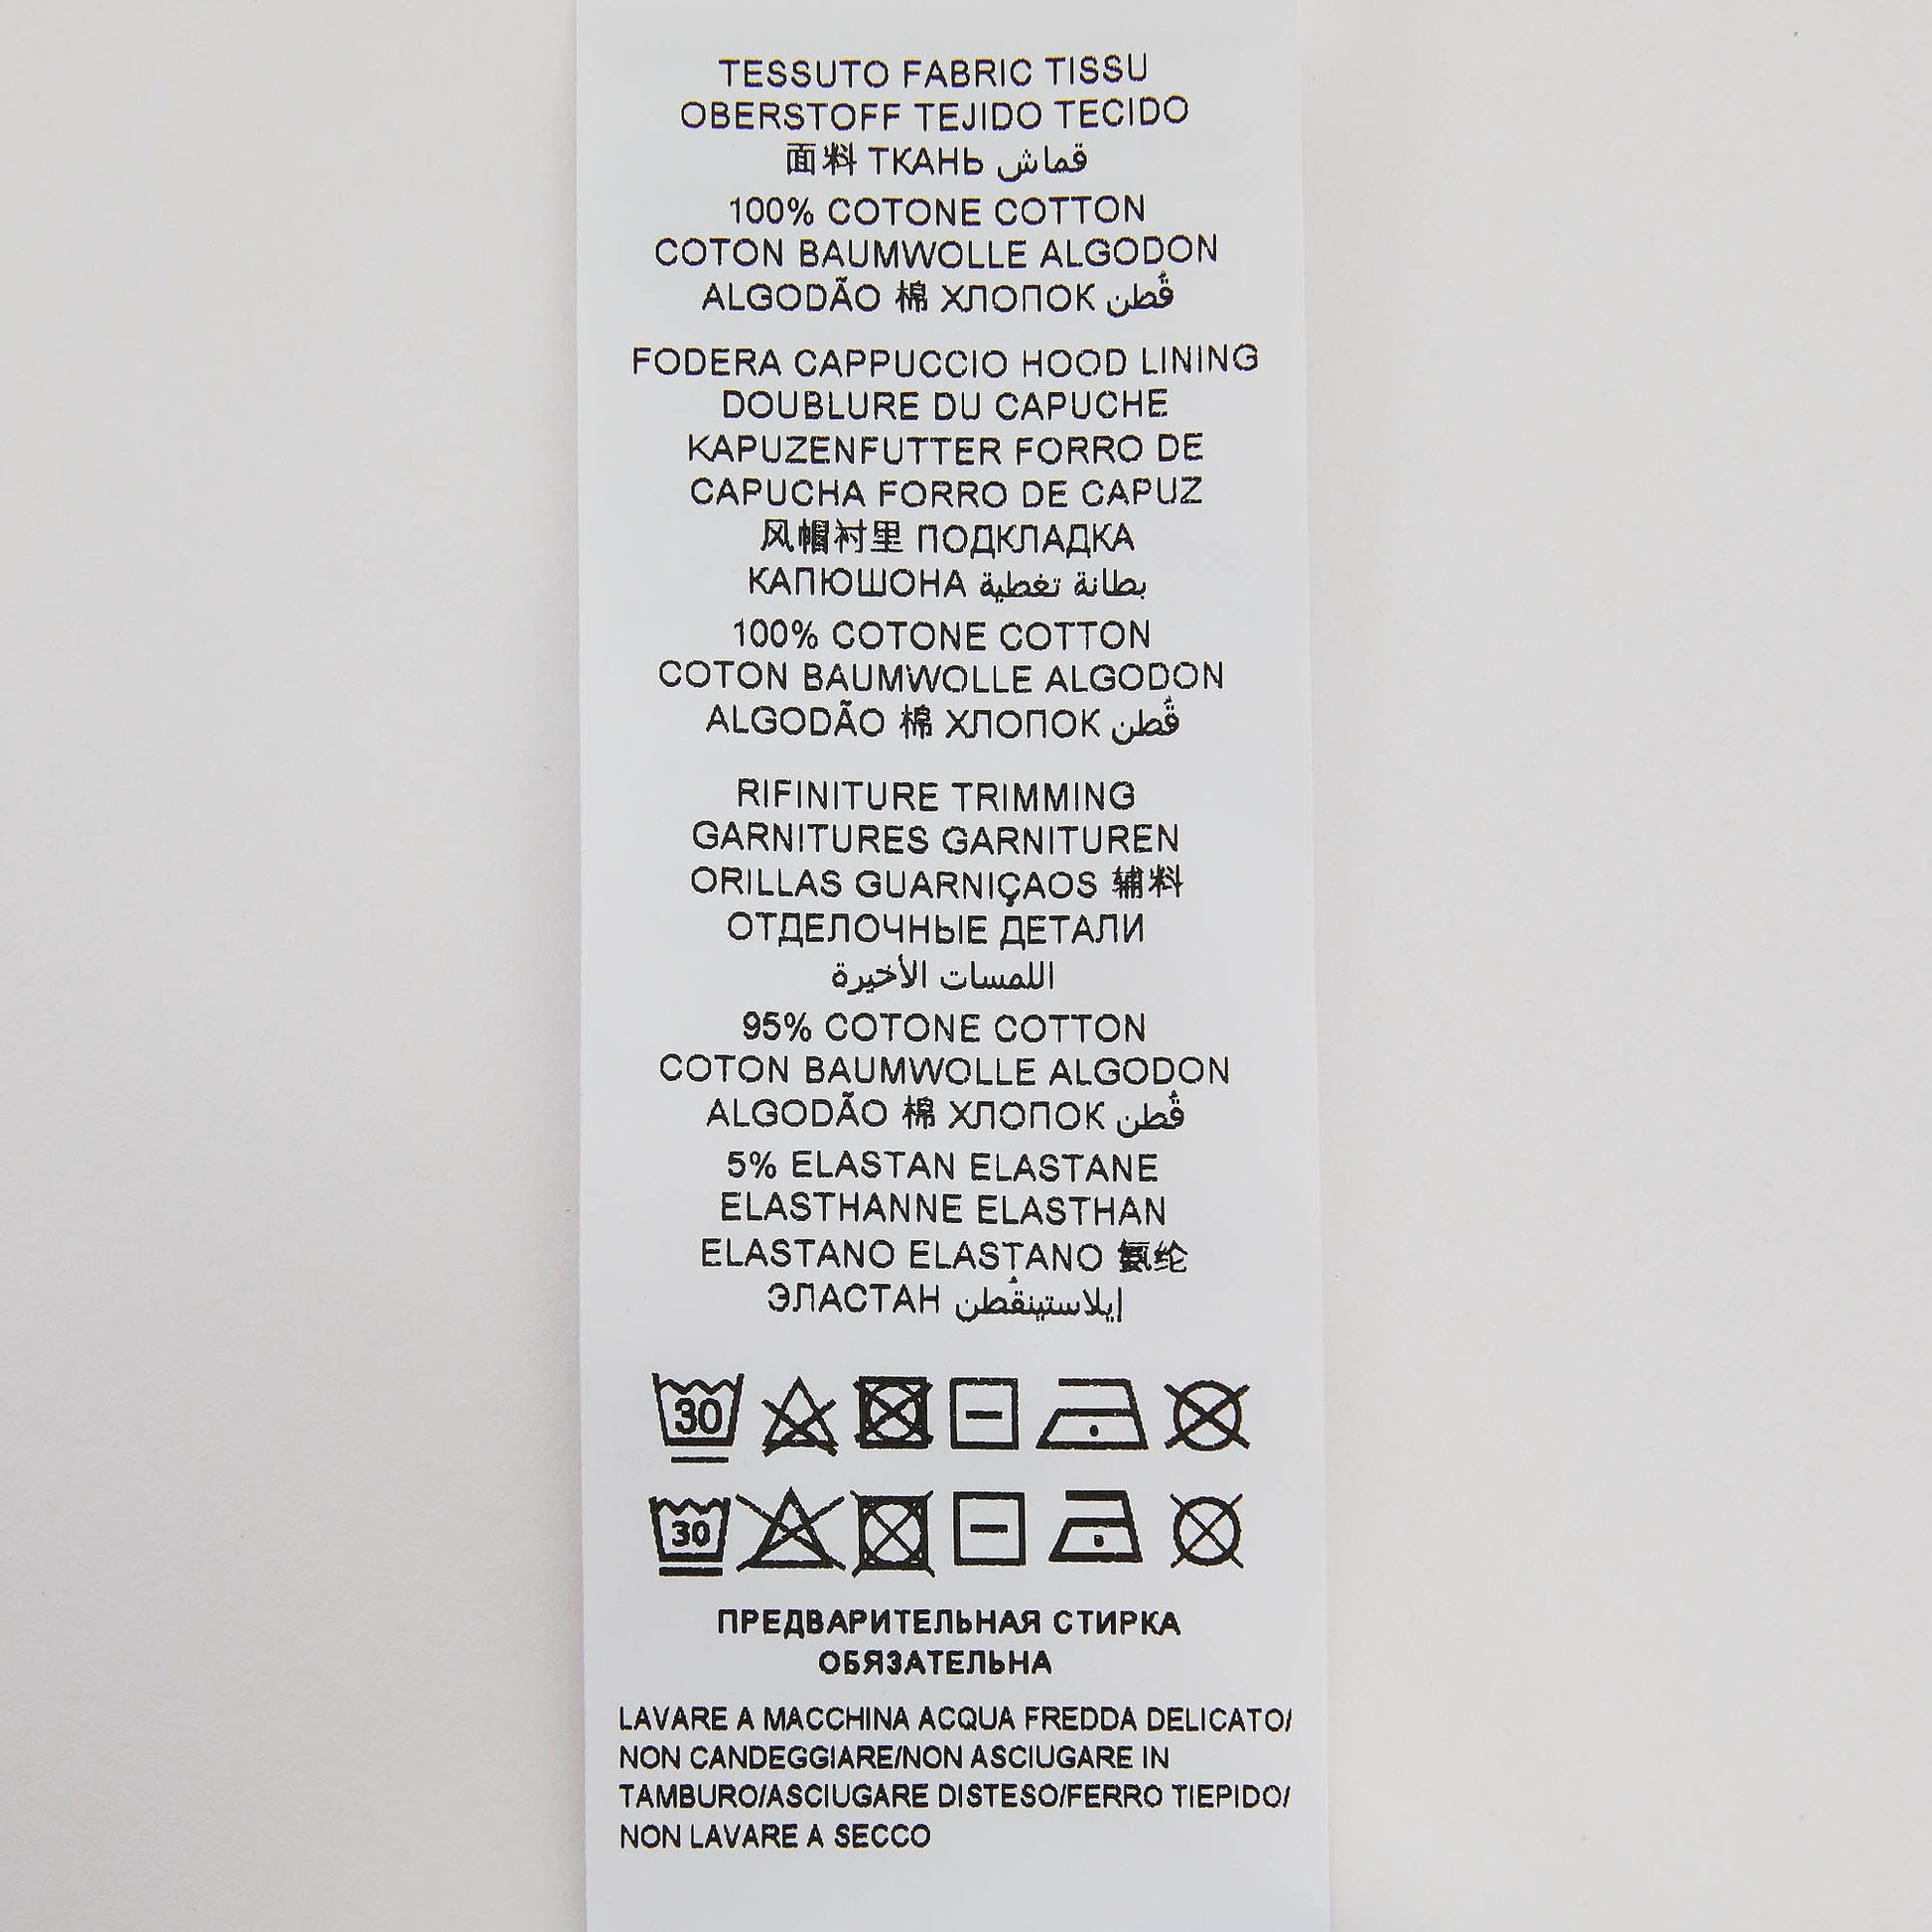 TESSUTO FABRIC TISSU
OBERSTOFF TEJIDO TECIDO
面料 ТКАНЬ قماش
100% COTONE COTTON
COTON BAUMWOLLE ALGODON
ALGODÃO 棉 ХЛОПОК قُطن
FODERA CAPPUCCIO HOOD LINING
DOUBLURE DU CAPUCHE
KAPUZENFUTTER FORRO DE
CAPUCHA FORRO DE CAPUZ
风帽衬里 ПОДКЛАДКА
КАПЮШОНА بطانة تغطية
100% COTONE COTTON
COTON BAUMWOLLE ALGODON
ALGODÃO 棉 ХЛОПОК قُطن
RIFINITURE TRIMMING
GARNITURES GARNITUREN
ORILLAS GUARNIÇAOS 辅料
ОТДЕЛОЧНЫЕ ДЕТАЛИ
اللمسات الأخيرة
95% COTONE COTTON
COTON BAUMWOLLE ALGODON
ALGODÃO 棉 ХЛОПОК قُطن
5% ELASTAN ELASTANE
ELASTHANNE ELASTHAN
ELASTANO ELASTANO 氨纶
ЭЛАСТАН إيلاستينقُطن
30
30
ПРЕДВАРИТЕЛЬНАЯ СТИРКА
ОБЯЗАТЕЛЬНА
LAVARE A MACCHINA ACQUA FREDDA DELICATO/
NON CANDEGGIARE/NON ASCIUGARE IN
TAMBURO/ASCIUGARE DISTESO/FERRO TIEPIDO/
NON LAVARE A SECCO